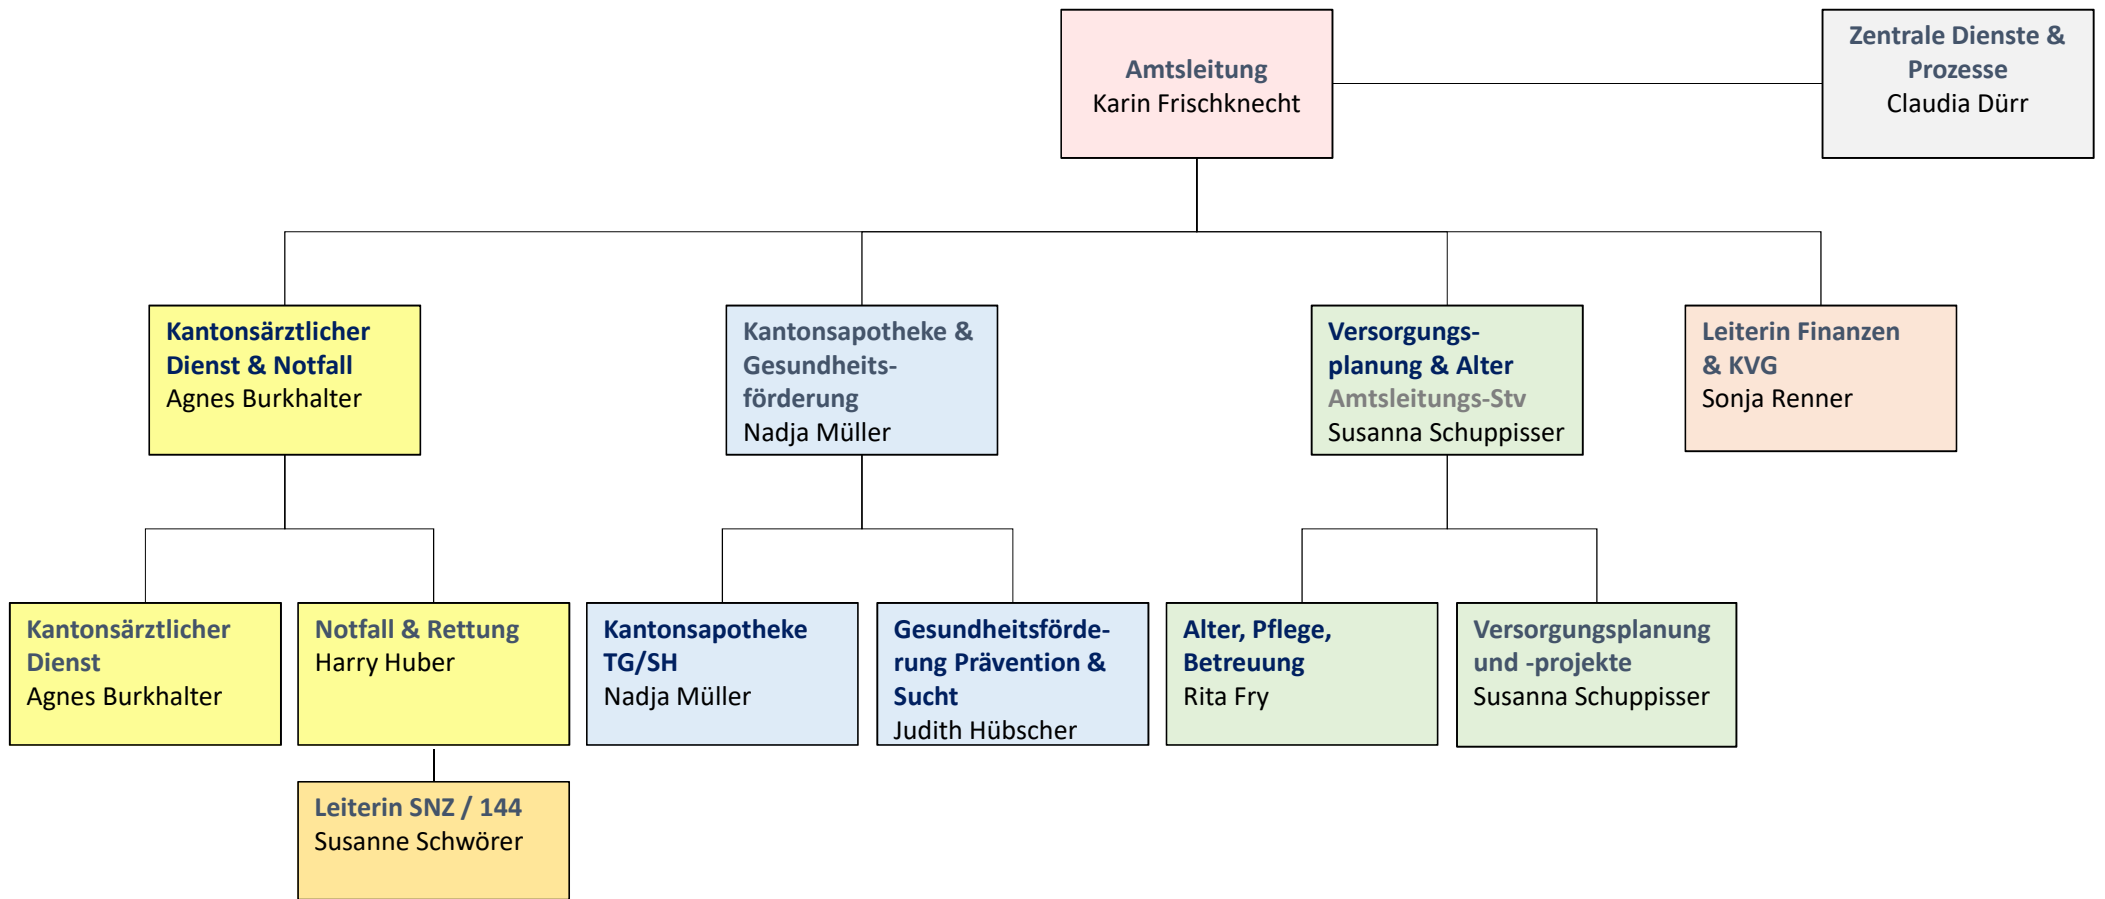 Amtsleitung
Karin Frischknecht
Zentrale Dienste &
Prozesse
Claudia Dürr
Kantonsärztlicher
Dienst & Notfall
Agnes Burkhalter
Kantonsapotheke &
Gesundheits-
förderung
Nadja Müller
Versorgungs-
planung & Alter
Amtsleitungs-Stv
Susanna Schuppisser
Leiterin Finanzen
& KVG
Sonja Renner
Kantonsärztlicher
Dienst
Agnes Burkhalter
Notfall & Rettung
Harry Huber
Kantonsapotheke
TG/SH
Nadja Müller
Gesundheitsförde-
rung Prävention &
Sucht
Judith Hübscher
Alter, Pflege,
Betreuung
Rita Fry
Versorgungsplanung
und -projekte
Susanna Schuppisser
Leiterin SNZ / 144
Susanne Schwörer